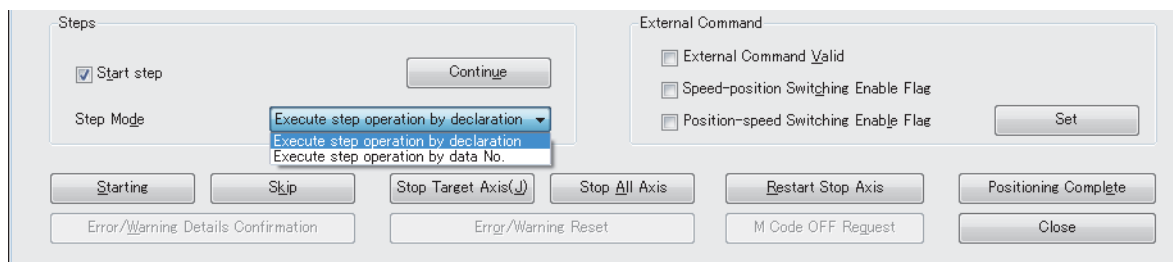 Steps
Start step
Continue
Step Mode
Execute step operation by declaration
Execute step operation by declaration
Execute step operation by data No.
External Command
External Command Valid
Speed-position Switching Enable Flag
Position-speed Switching Enable Flag
Set
Starting
Skip
Stop Target Axis(J)
Stop All Axis
Restart Stop Axis
Positioning Complete
Error/Warning Details Confirmation
Error/Warning Reset
M Code OFF Request
Close